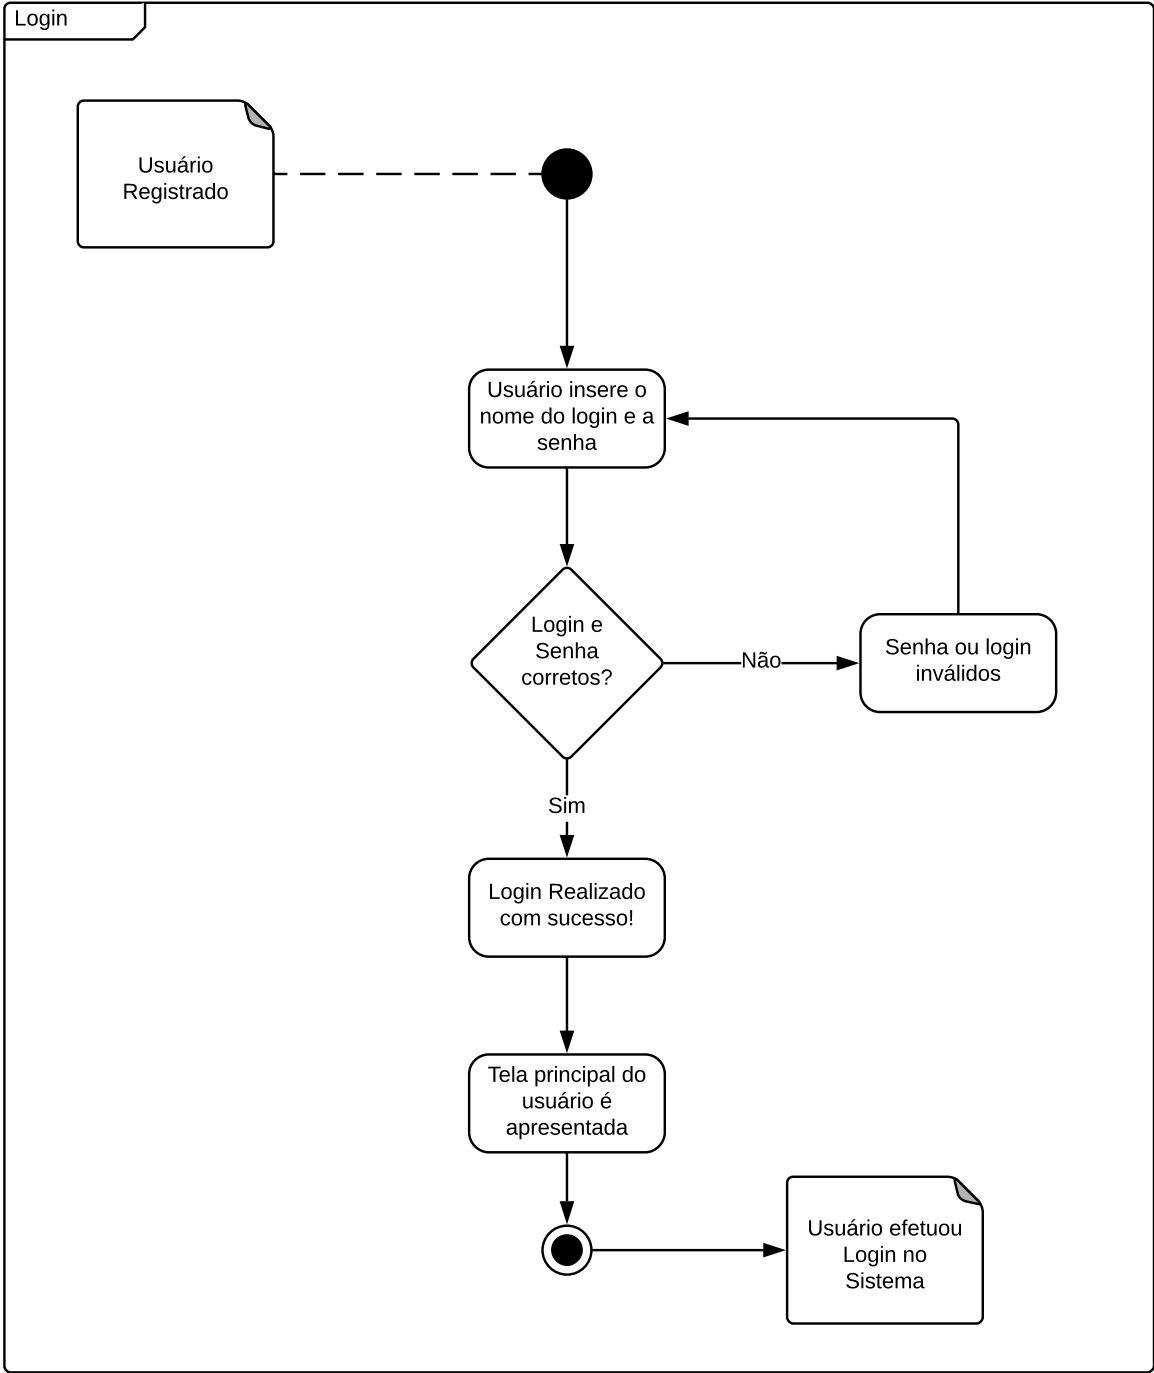 Login
Usuário
Registrado
Usuário insere o
nome do login e a
senha
Login e
Senha
corretos?
Não
Senha ou login
inválidos
Sim
Login Realizado
com sucesso!
Tela principal do
usuário é
apresentada
Usuário efetuou
Login no
Sistema